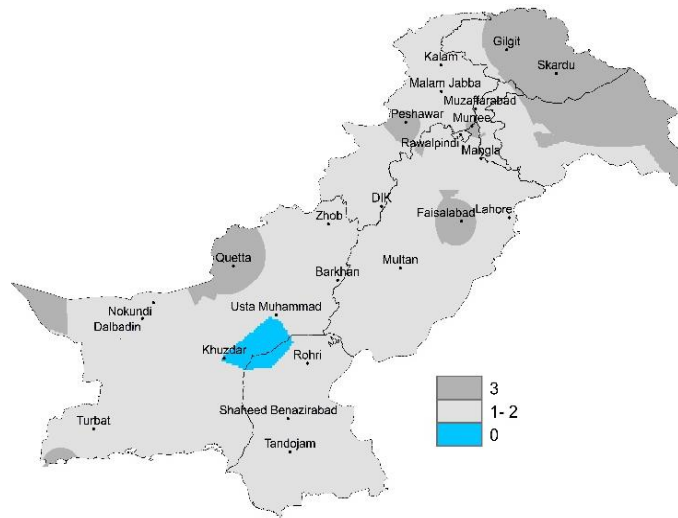 Gilgit
Kalam
Skardu
Malam Jabba
Muzaffarabad
Peshawar
Murree
Rawalpindi
Mangla
DIK
Zhob
Faisalabad
Lahore
Quetta
Multan
Barkhan
Nokundi
Usta Muhammad
Dalbadin
Khuzdar
Rohri
3
1- 2
Shaheed Benazirabad
Turbat
0
Tandojam